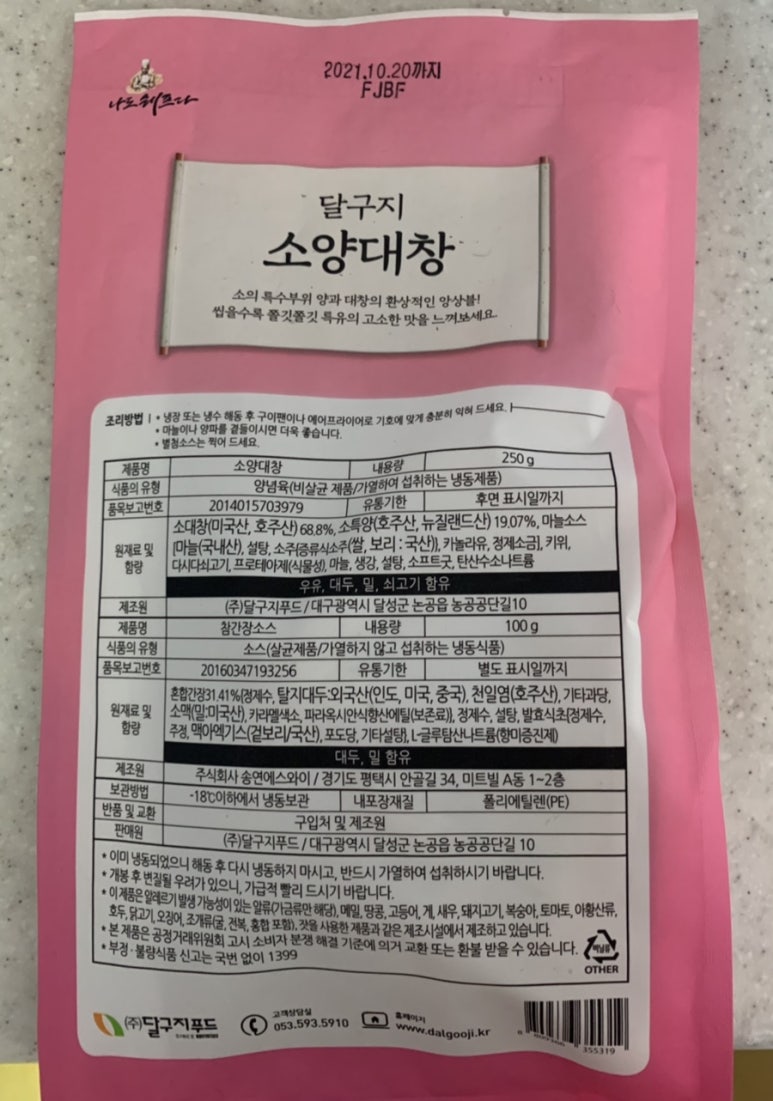 나도쉐프다
2021.10.20까지
FJBF
달구지
소양대창
소의 특수부위 양과 대창의 환상적인 앙상블!
씹을수록 쫄깃쫄깃 특유의 고소한 맛을 느껴보세요.
조리방법 | * 냉장 또는 냉수 해동 후 구이팬이나 에어프라이어로 기호에 맞게 충분히 익혀 드세요.
* 마늘이나 양파를 곁들이시면 더욱 좋습니다.
* 별첨소스는 찍어 드세요.
제품명 소양대창 내용량 250 g
식품의 유형 양념육(비살균 제품/가열하여 섭취하는 냉동제품)
품목보고번호 2014015703979 유통기한 후면 표시일까지
원재료 및 함량 소대창(미국산, 호주산) 68.8%, 소특양(호주산, 뉴질랜드산) 19.07%, 마늘소스
[마늘(국내산), 설탕, 소주{증류식소주(쌀, 보리 : 국산)}, 카놀라유, 정제소금], 키위,
다시다쇠고기, 프로테아제(식물성), 마늘, 생강, 설탕, 소프트굿, 탄산수소나트륨
우유, 대두, 밀, 쇠고기 함유
제조원 (주)달구지푸드 / 대구광역시 달성군 논공읍 농공공단길10
제품명 참간장소스 내용량 100 g
식품의 유형 소스(살균제품/가열하지 않고 섭취하는 냉동식품)
품목보고번호 20160347193256 유통기한 별도 표시일까지
원재료 및 함량 혼합간장31.41%[정제수, 탈지대두:외국산(인도, 미국, 중국), 천일염(호주산), 기타과당,
소맥(밀:미국산), 카라멜색소, 파라옥시안식향산에틸(보존료)], 정제수, 설탕, 발효식초[정제수,
주정, 맥아엑기스(겉보리/국산), 포도당, 기타설탕], L-글루탐산나트륨(향미증진제)
대두, 밀 함유
제조원 주식회사 송연에스와이 / 경기도 평택시 안골길 34, 미트빌 A동 1~2층
보관방법 -18℃이하에서 냉동보관 내포장재질 폴리에틸렌(PE)
반품 및 교환 구입처 및 제조원
판매원 (주)달구지푸드 / 대구광역시 달성군 논공읍 농공공단길 10
* 이미 냉동되었으니 해동 후 다시 냉동하지 마시고, 반드시 가열하여 섭취하시기 바랍니다.
* 개봉 후 변질될 우려가 있으니, 가급적 빨리 드시기 바랍니다.
* 이 제품은 알레르기 발생 가능성이 있는 알류(가금류만 해당), 메밀, 땅콩, 고등어, 게, 새우, 돼지고기, 복숭아, 토마토, 아황산류,
호두, 닭고기, 오징어, 조개류(굴, 전복, 홍합 포함), 잣을 사용한 제품과 같은 제조시설에서 제조하고 있습니다.
* 본 제품은 공정거래위원회 고시 소비자 분쟁 해결 기준에 의거 교환 또는 환불 받을 수 있습니다.
* 부정·불량식품 신고는 국번 없이 1399
비닐류
OTHER
(주)달구지푸드
고객상담실
053.593.5910
홈페이지
www.dalgooji.kr
355319